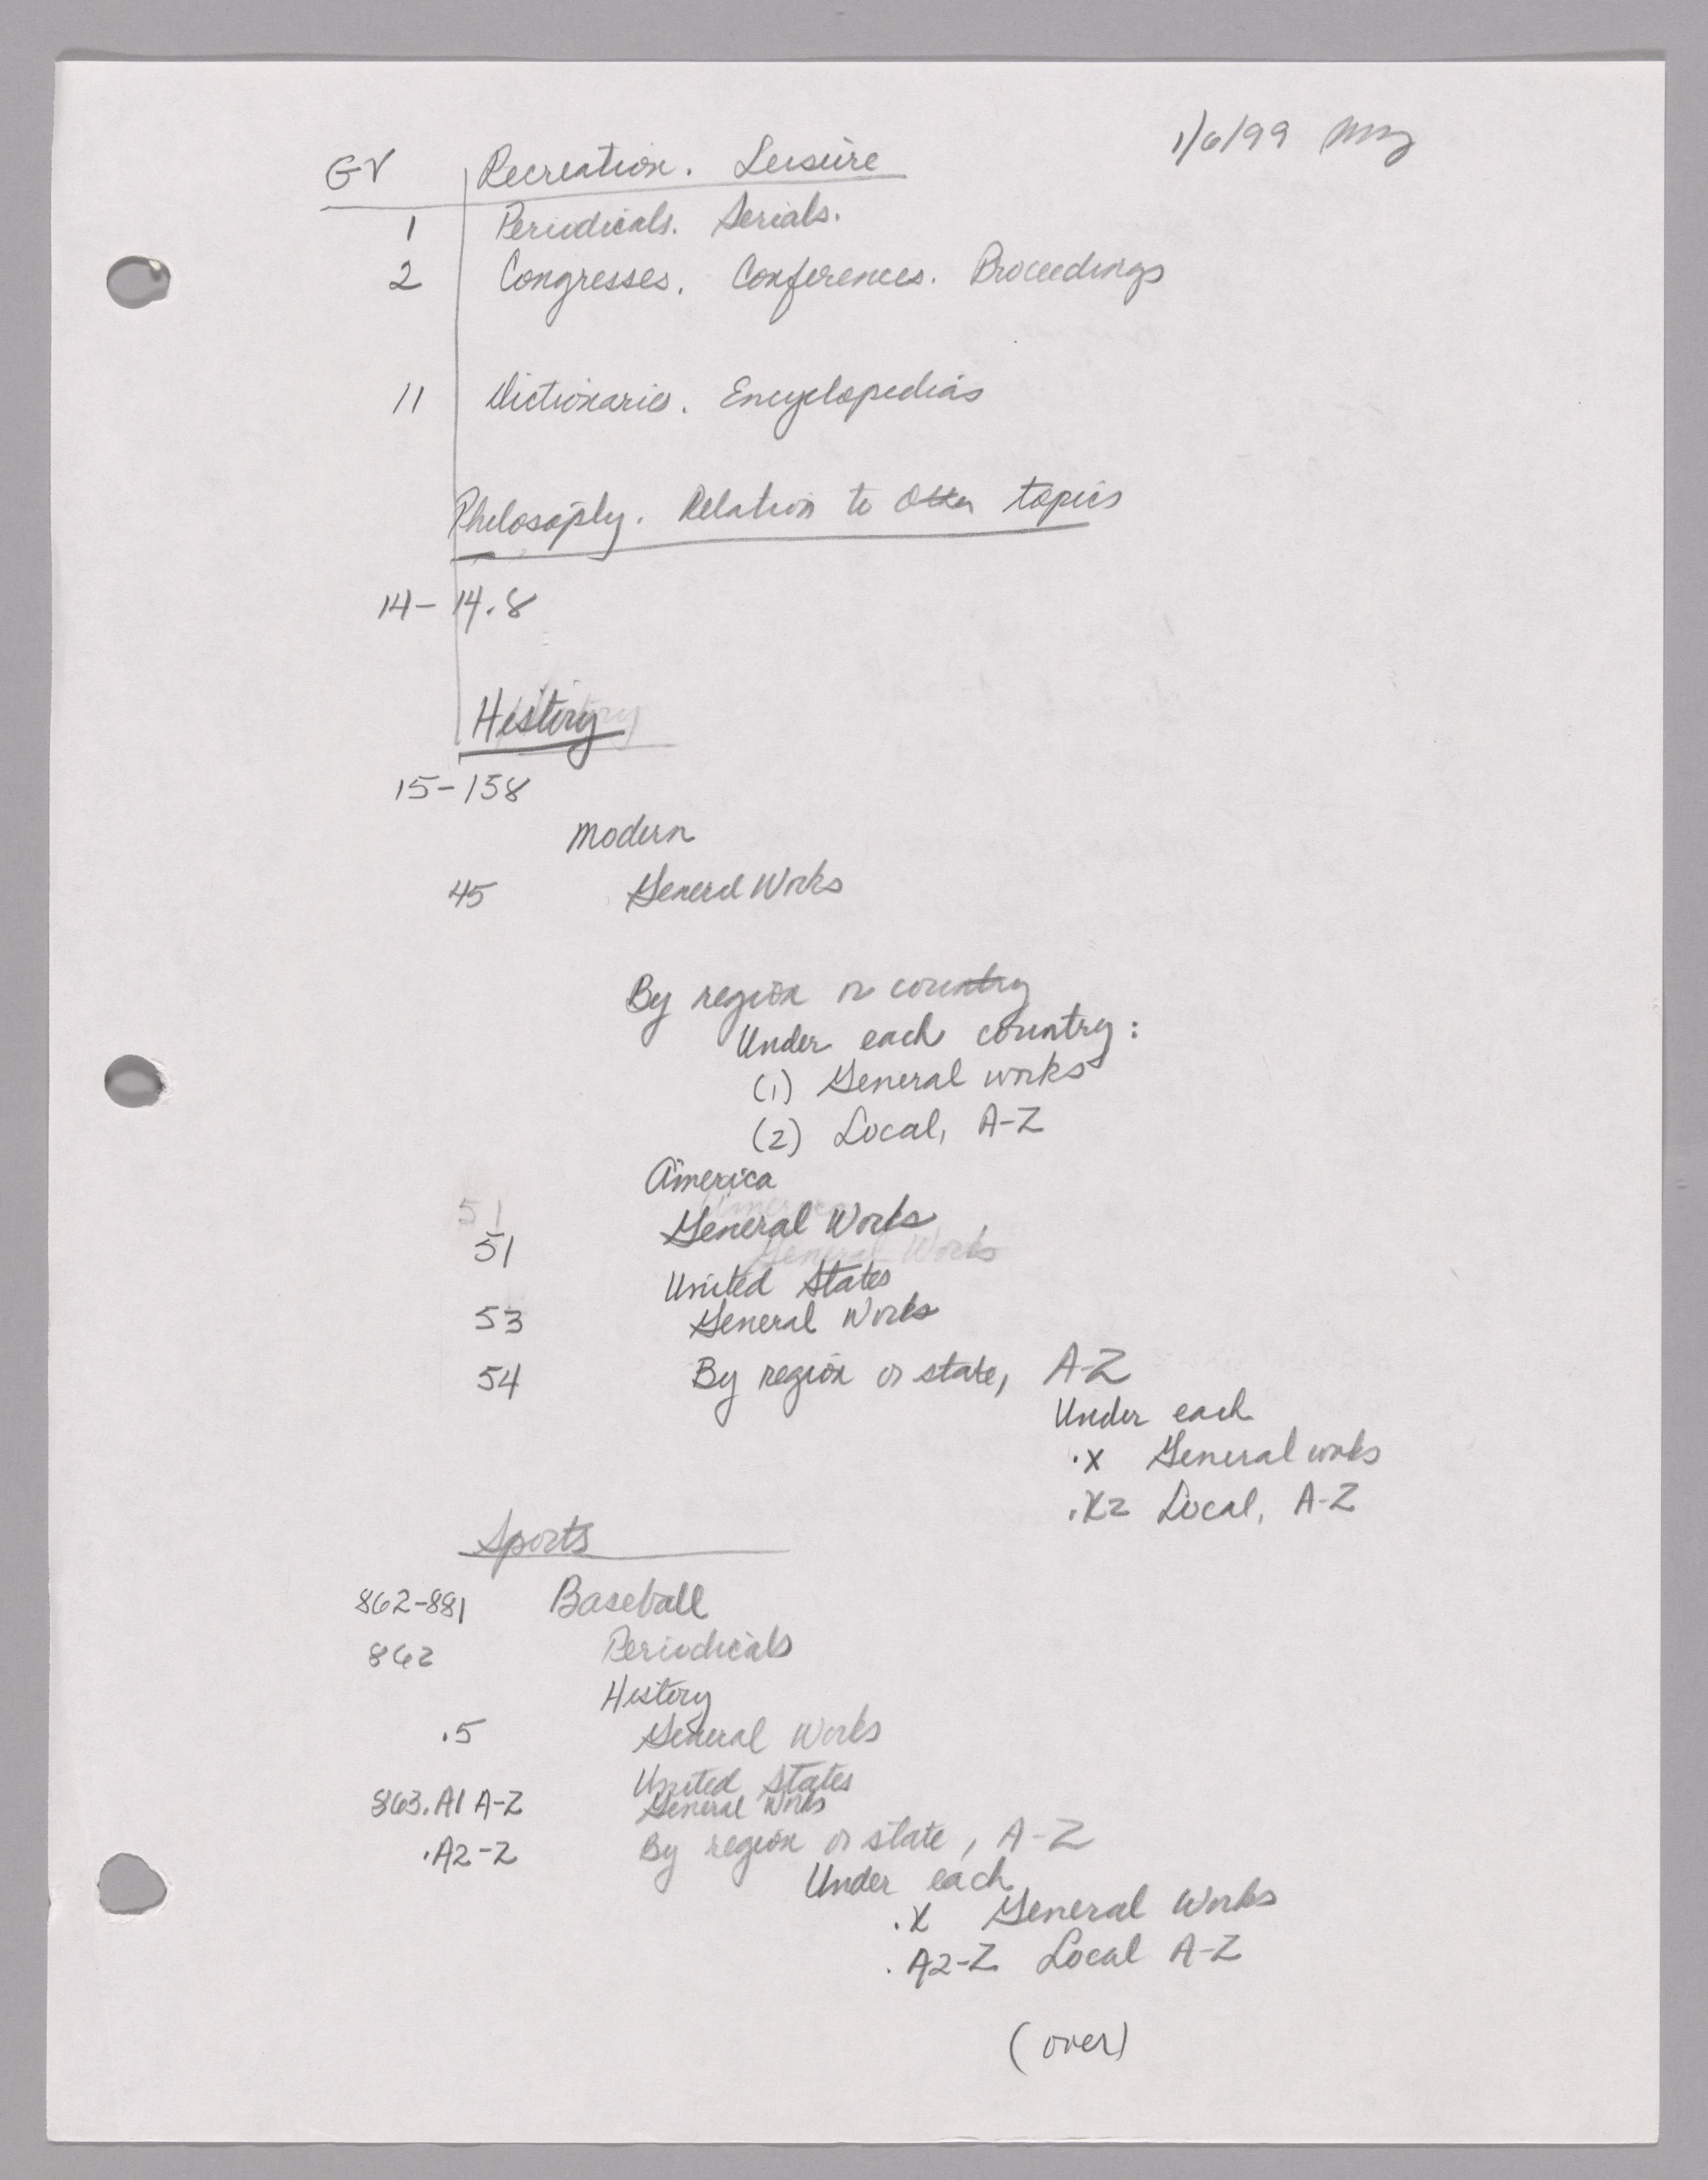 1/6/99
GV Recreation. Leisure
1 Periodicals. Serials.
2 Congresses. Conferences. Proceedings
11 Dictionaries. Encyclopedias
Philosophy. Relation to Other topics
14-14.8
History
15-158
Modern
45 General Works
By region or country
Under each country:
(1) General works
(2) Local, A-Z
America
51 General Works
United States
53 General Works
54 By region or state, A-Z
Under each
.X General works
.X2 Local, A-Z
Sports
862-881 Baseball
862 Periodicals
History
.5 General Works
United States
863.A1 A-Z General Works
.A2-Z By region or state, A-Z
Under each
.X General Works
.A2-Z Local A-Z
(over)